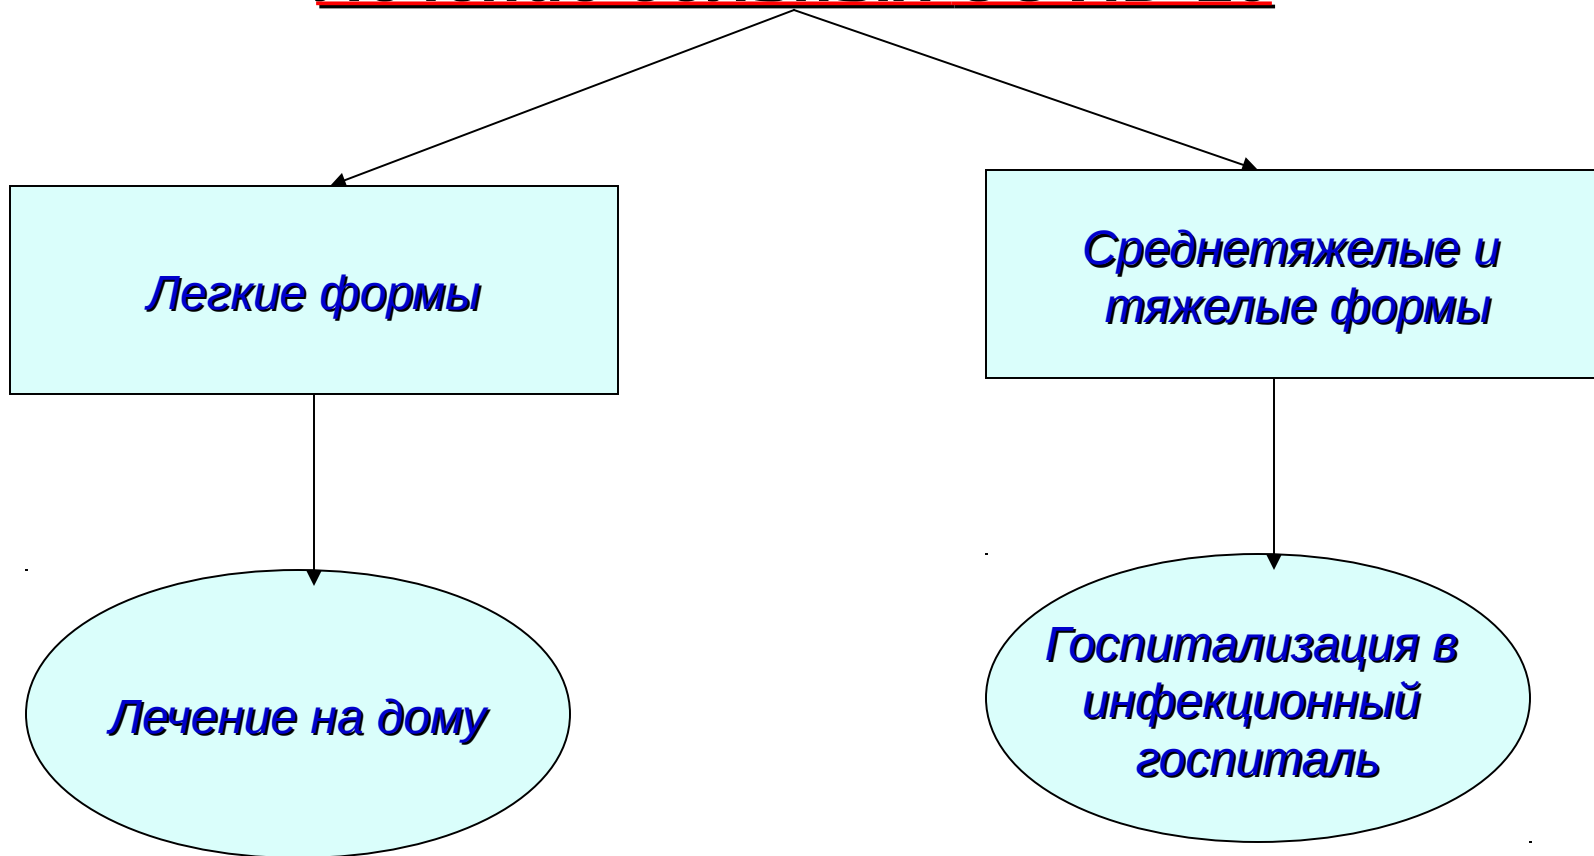 Легкие формы
Среднетяжелые и
тяжелые формы
Лечение на дому
Госпитализация в
инфекционный
госпиталь